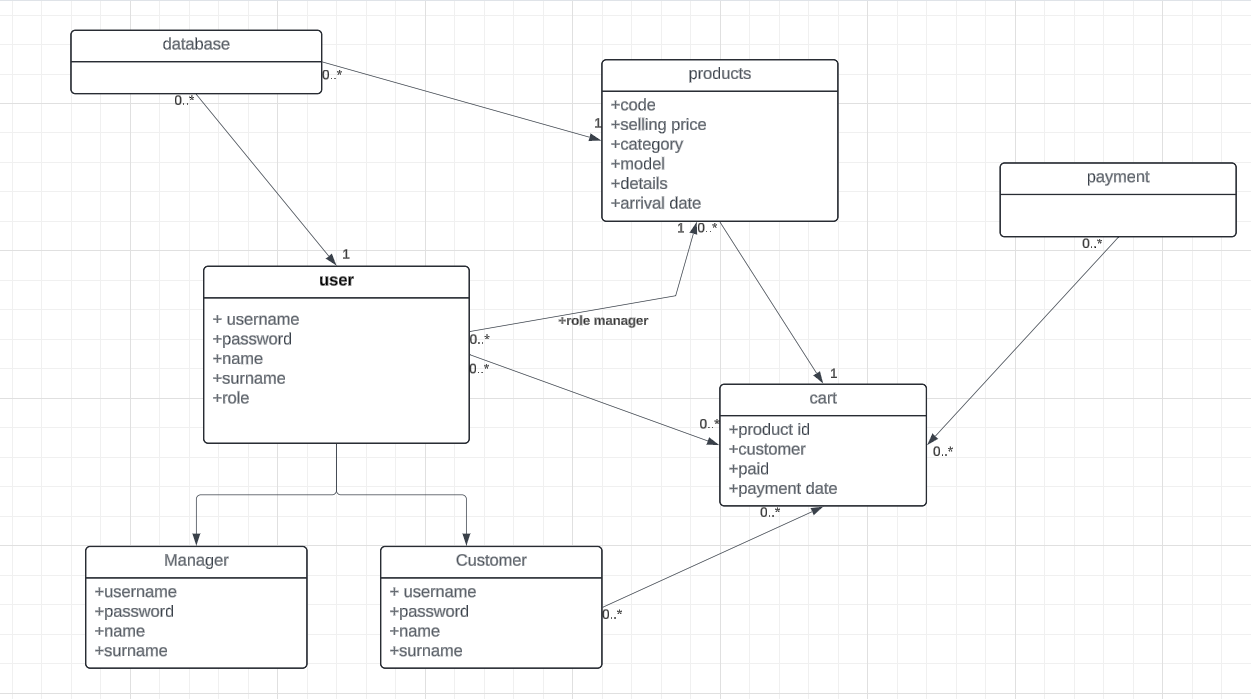 database
0..*
0..*
products
+code
+selling price
+category
+model
+details
+arrival date
1
1
0..*
payment
0..*
1
user
+ username
+password
+name
+surname
+role
+role manager
0..*
0..*
1
0..*
cart
+product id
+customer
+paid
+payment date
0..*
0..*
Manager
+username
+password
+name
+surname
Customer
+ username
+password
+name
+surname
0..*